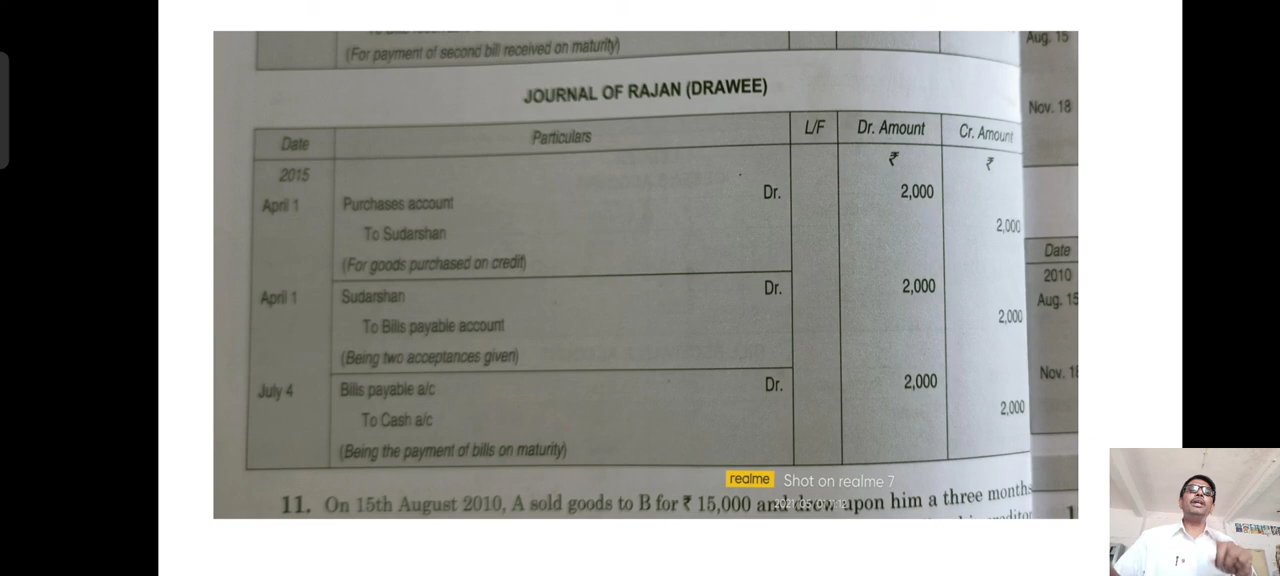 (For payment of second bill received on maturity)
Aug. 15
JOURNAL OF RAJAN (DRAWEE)
Nov. 18
Date Particulars L/F Dr. Amount Cr. Amount
₹ ₹
2015
April 1 Purchases account Dr. 2,000
To Sudarshan 2,000
(For goods purchased on credit)
April 1 Sudarshan Dr. 2,000
To Bills payable account 2,000
(Being two acceptances given)
July 4 Bills payable a/c Dr. 2,000
To Cash a/c 2,000
(Being the payment of bills on maturity)
Date
2010
Aug. 15
Nov. 18
realme Shot on realme 7
11. On 15th August 2010, A sold goods to B for ₹ 15,000 and drew upon him a three months
creditor
1